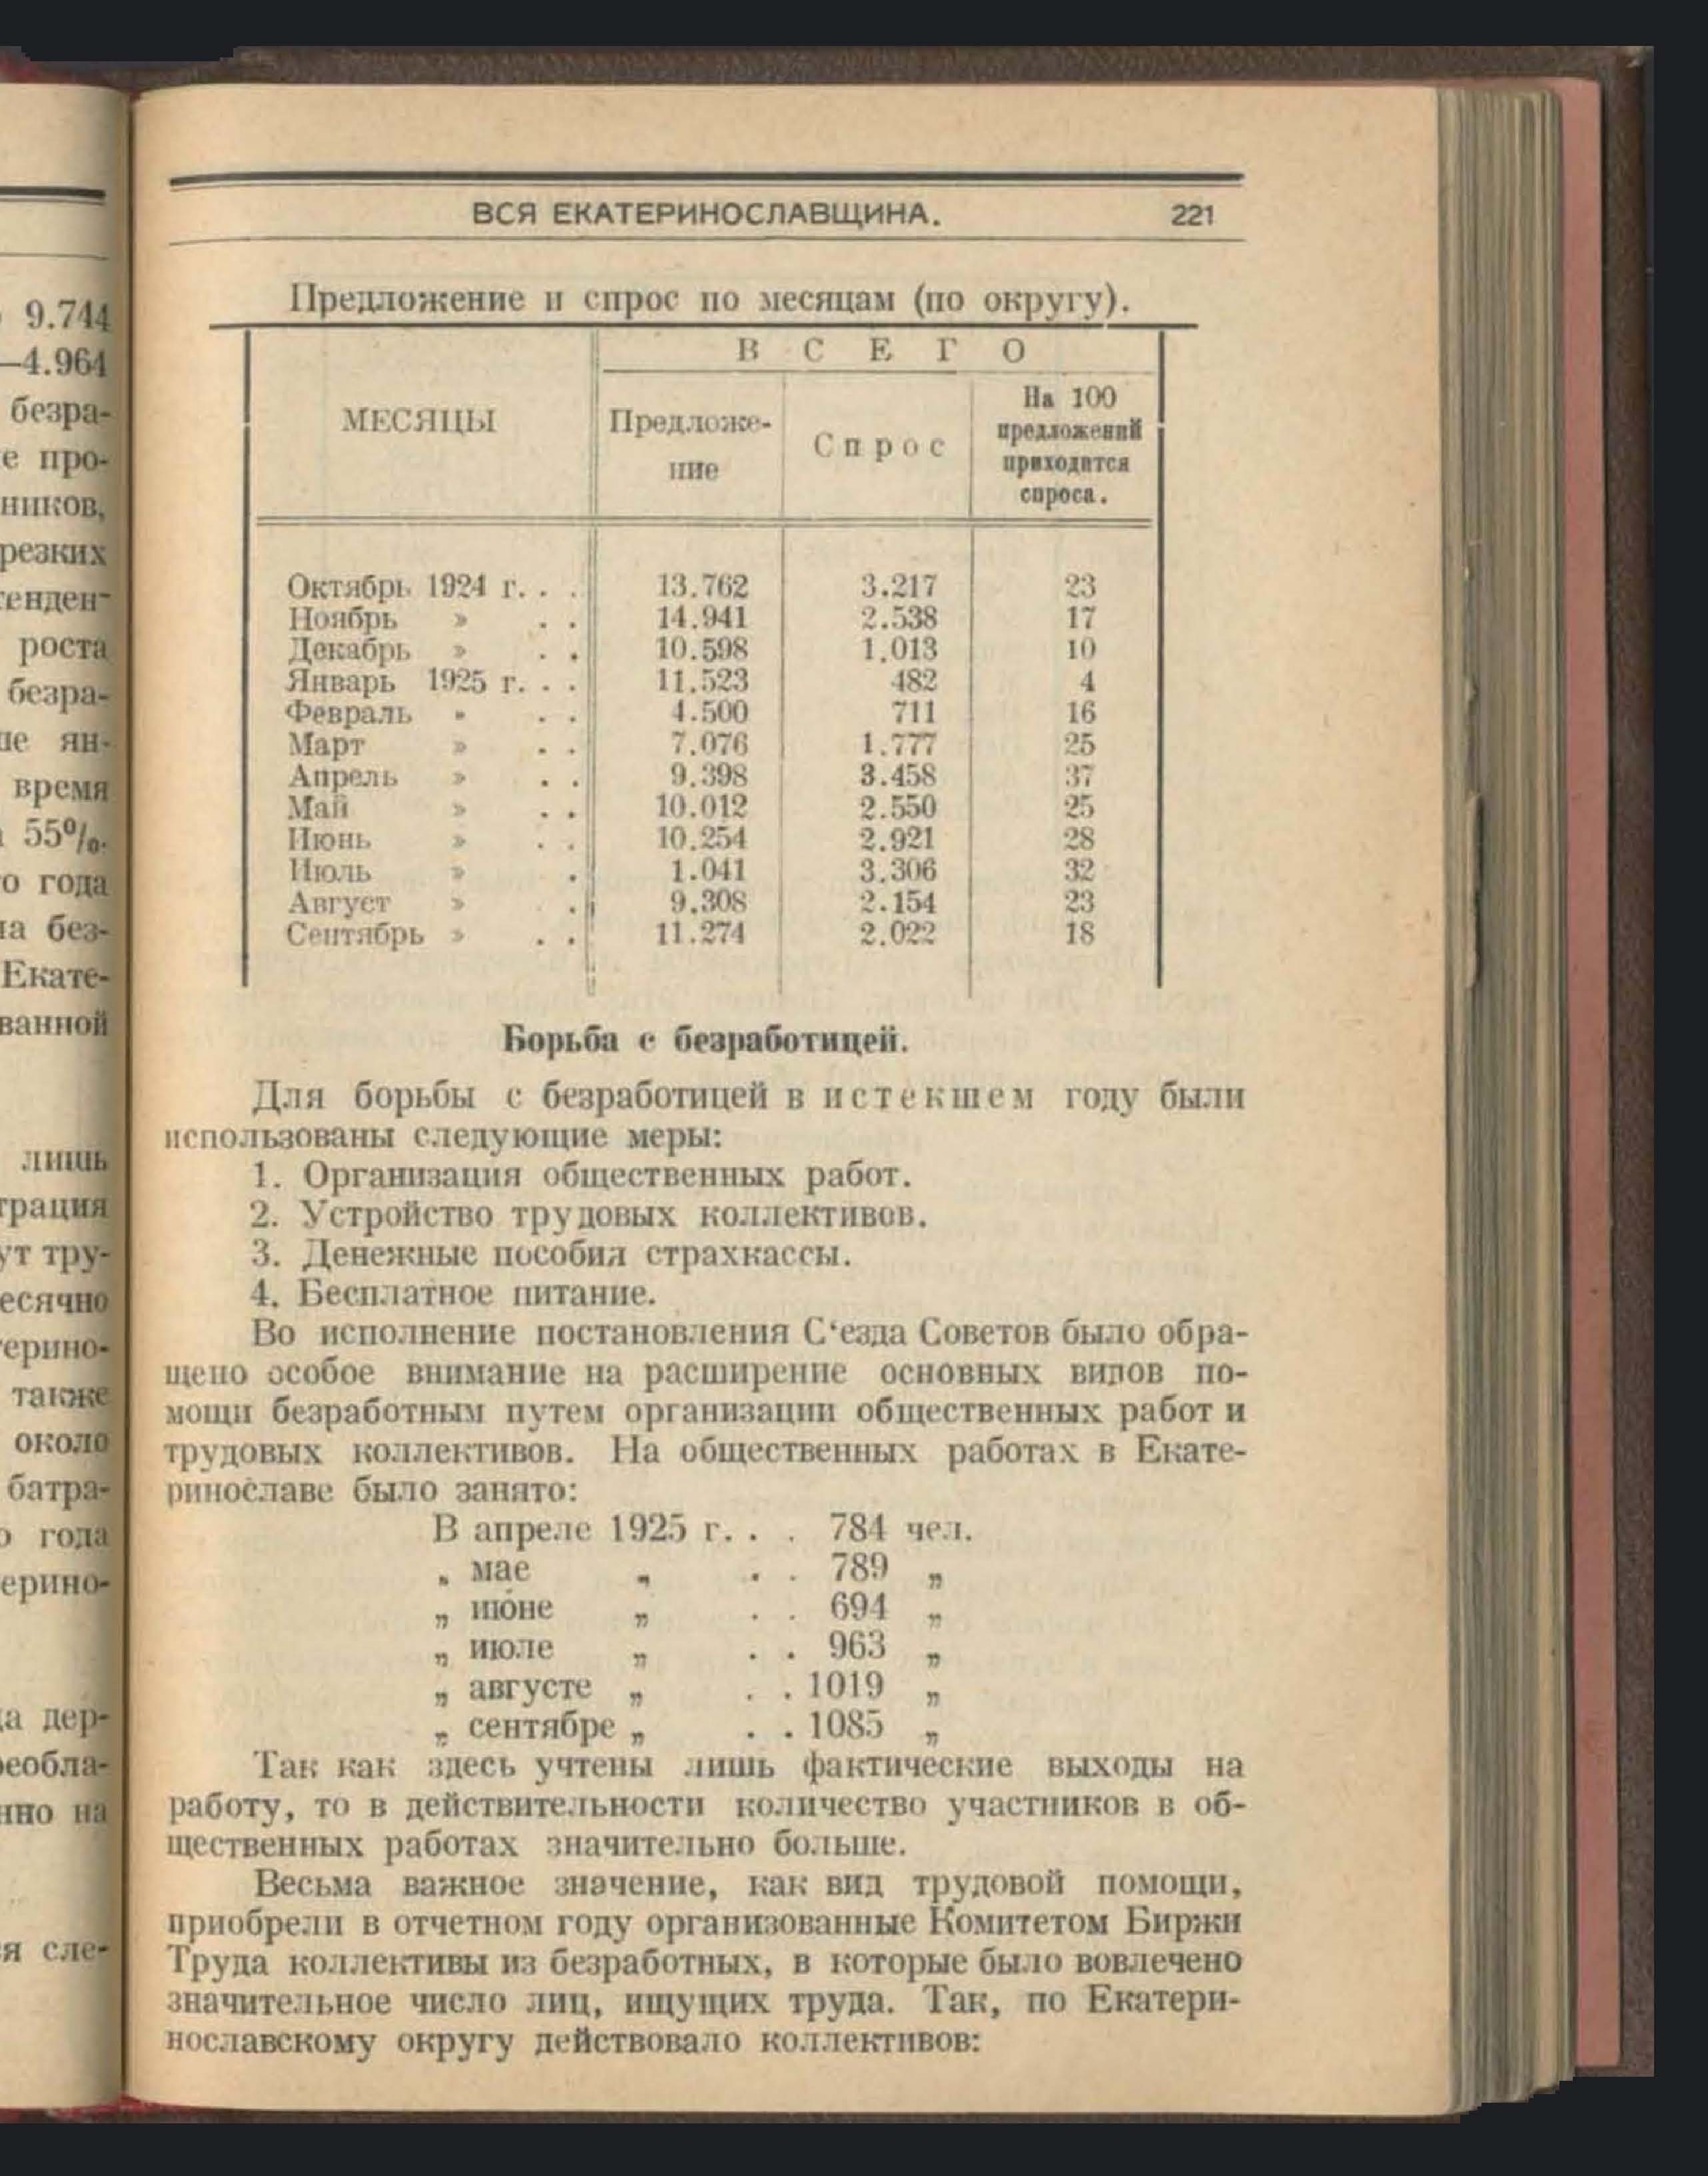 ВСЯ ЕКАТЕРИНОСЛАВЩИНА. 221
Предложение и спрос по месяцам (по округу).
МЕСЯЦЫ
ВСЕГО
Предложе-
ние
Спрос
На 100
предложений
приходится
спроса.
Октябрь 1924 г. . . 13.762 3.217 23
Ноябрь » . . 14.941 2.538 17
Декабрь » . . 10.598 1.013 10
Январь 1925 г. . . 11.523 482 4
Февраль » . . 4.500 711 16
Март » . . 7.076 1.777 25
Апрель » . . 9.398 3.458 37
Май » . . 10.012 2.550 25
Июнь » . . 10.254 2.921 28
Июль » . 1.041 3.306 32
Август » . . 9.308 2.154 23
Сентябрь » . . 11.274 2.022 18
Борьба с безработицей.
Для борьбы с безработицей в истекшем году были
использованы следующие меры:
1. Организация общественных работ.
2. Устройство трудовых коллективов.
3. Денежные пособия страхкассы.
4. Бесплатное питание.
Во исполнение постановления С‘езда Советов было обра-
щено особое внимание на расширение основных видов по-
мощи безработным путем организации общественных работ и
трудовых коллективов. На общественных работах в Екате-
ринославе было занято:
В апреле 1925 г. . . 784 чел.
„ мае „ . . 789 „
„ июне „ . . 694 „
„ июле „ . . 963 „
„ августе „ . . 1019 „
„ сентябре „ . . 1085 „
Так как здесь учтены лишь фактические выходы на
работу, то в действительности количество участников в об-
щественных работах значительно больше.
Весьма важное значение, как вид трудовой помощи,
приобрели в отчетном году организованные Комитетом Биржи
Труда коллективы из безработных, в которые было вовлечено
значительное число лиц, ищущих труда. Так, по Екатери-
нославскому округу действовало коллективов: